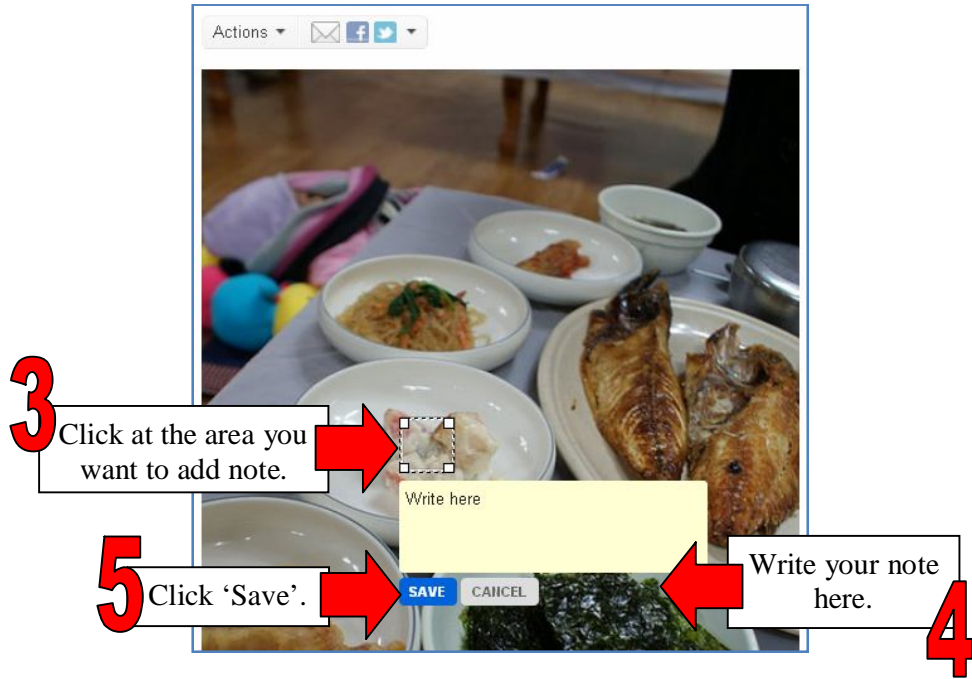 Actions
3
Click at the area you
want to add note.
Write here
5
Click ‘Save’.
SAVE CANCEL
Write your note
here.
4